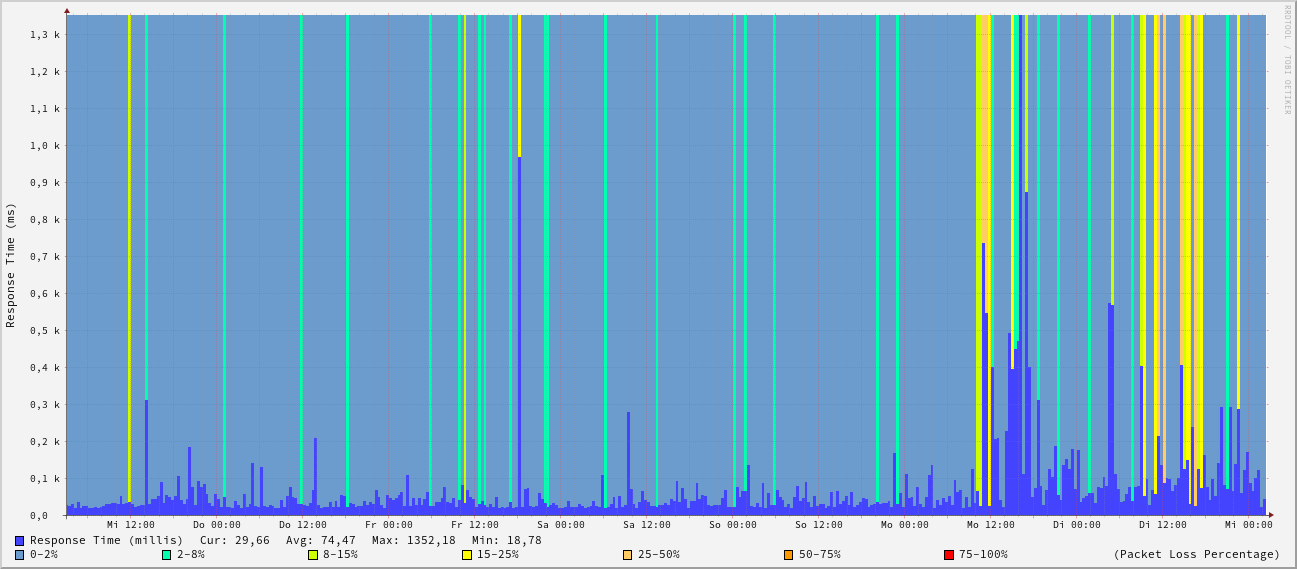 RRDTOOL / TOBI OETIKER
Response Time (ms)
1,3 k
1,2 k
1,1 k
1,0 k
0,9 k
0,8 k
0,7 k
0,6 k
0,5 k
0,4 k
0,3 k
0,2 k
0,1 k
0,0
Mi 12:00 Do 00:00 Do 12:00 Fr 00:00 Fr 12:00 Sa 00:00 Sa 12:00 So 00:00 So 12:00 Mo 00:00 Mo 12:00 Di 00:00 Di 12:00 Mi 00:00
Response Time (millis) Cur: 29,66 Avg: 74,47 Max: 1352,18 Min: 18,78
0-2% 2-8% 8-15% 15-25% 25-50% 50-75% 75-100% (Packet Loss Percentage)